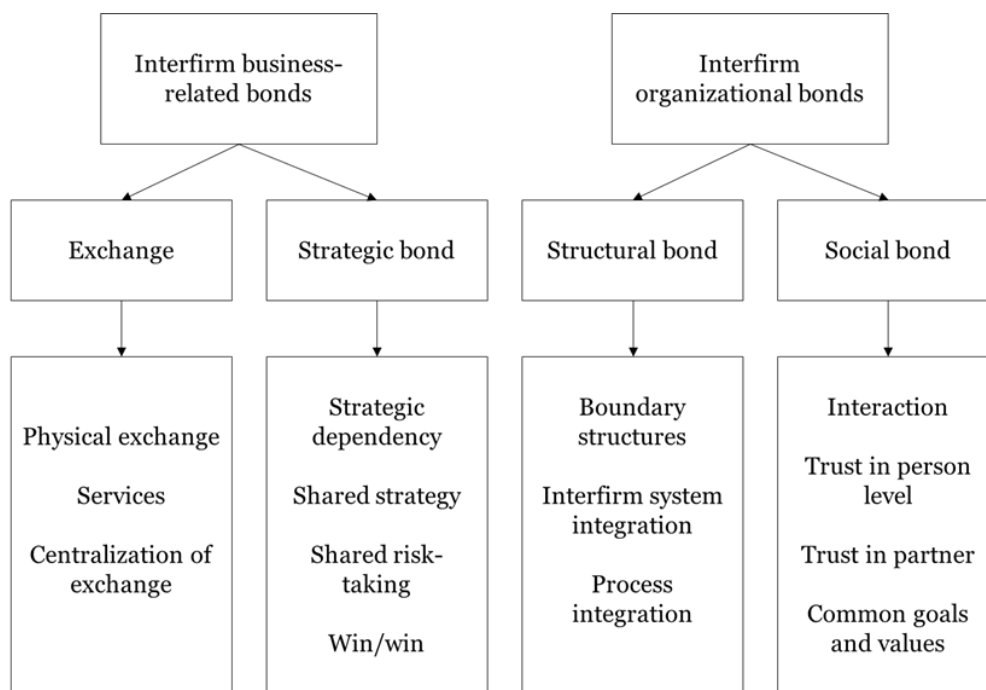 Interfirm business-
related bonds
Interfirm
organizational bonds
Exchange
Strategic bond
Structural bond
Social bond
Physical exchange
Services
Centralization of
exchange
Strategic
dependency
Shared strategy
Shared risk-
taking
Win/win
Boundary
structures
Interfirm system
integration
Process
integration
Interaction
Trust in person
level
Trust in partner
Common goals
and values